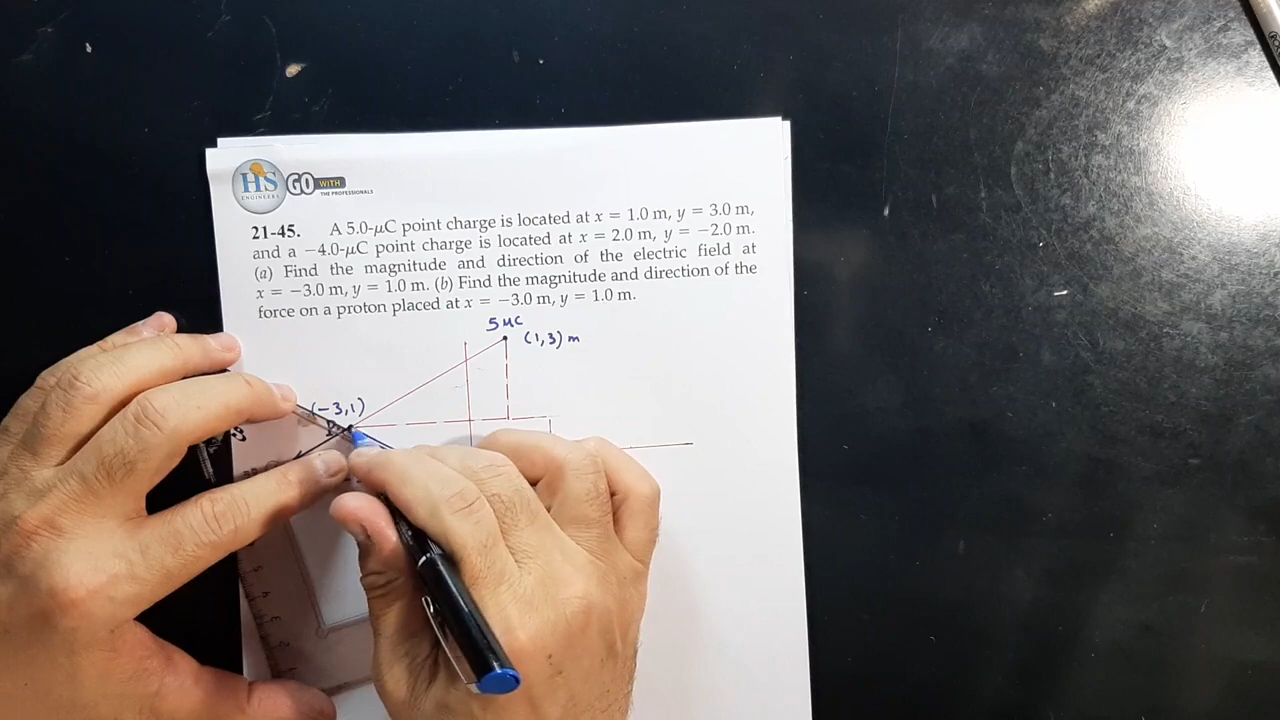 HS
ENGINEERS
GO WITH
THE PROFESSIONALS
21-45. A 5.0-μC point charge is located at x = 1.0 m, y = 3.0 m,
and a −4.0-μC point charge is located at x = 2.0 m, y = −2.0 m.
(a) Find the magnitude and direction of the electric field at
x = −3.0 m, y = 1.0 m. (b) Find the magnitude and direction of the
force on a proton placed at x = −3.0 m, y = 1.0 m.
5 μC
(1,3) m
(-3,1)